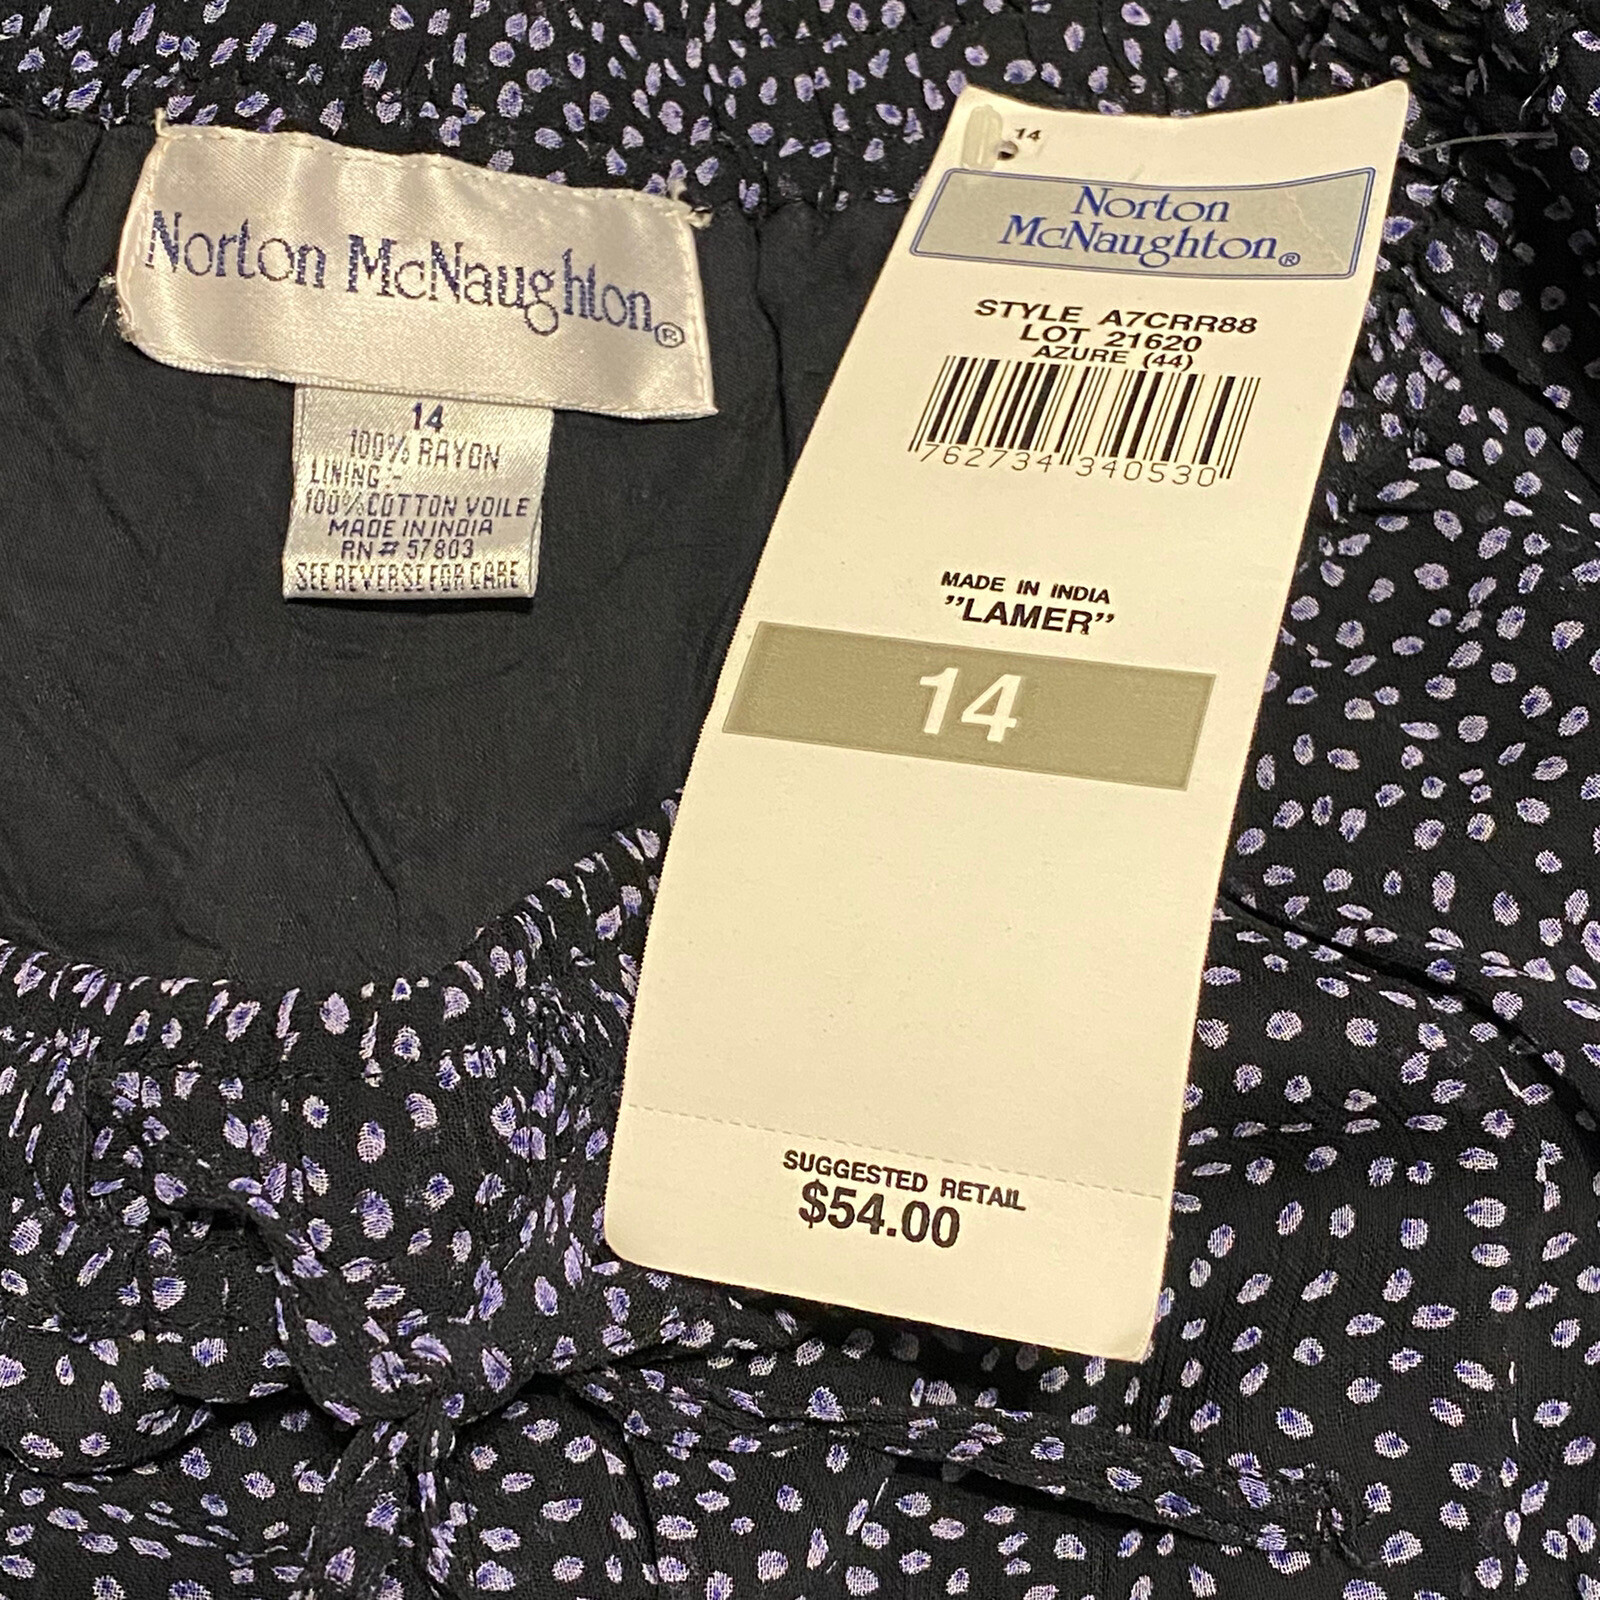 Norton McNaughton®
14
100% RAYON
LINING:-
100% COTTON VOILE
MADE IN INDIA
RN# 57803
SEE REVERSE FOR CARE
14
Norton
McNaughton®
STYLE A7CRR88
LOT 21620
AZURE (44)
762734 340530
MADE IN INDIA
"LAMER"
14
SUGGESTED RETAIL
$54.00